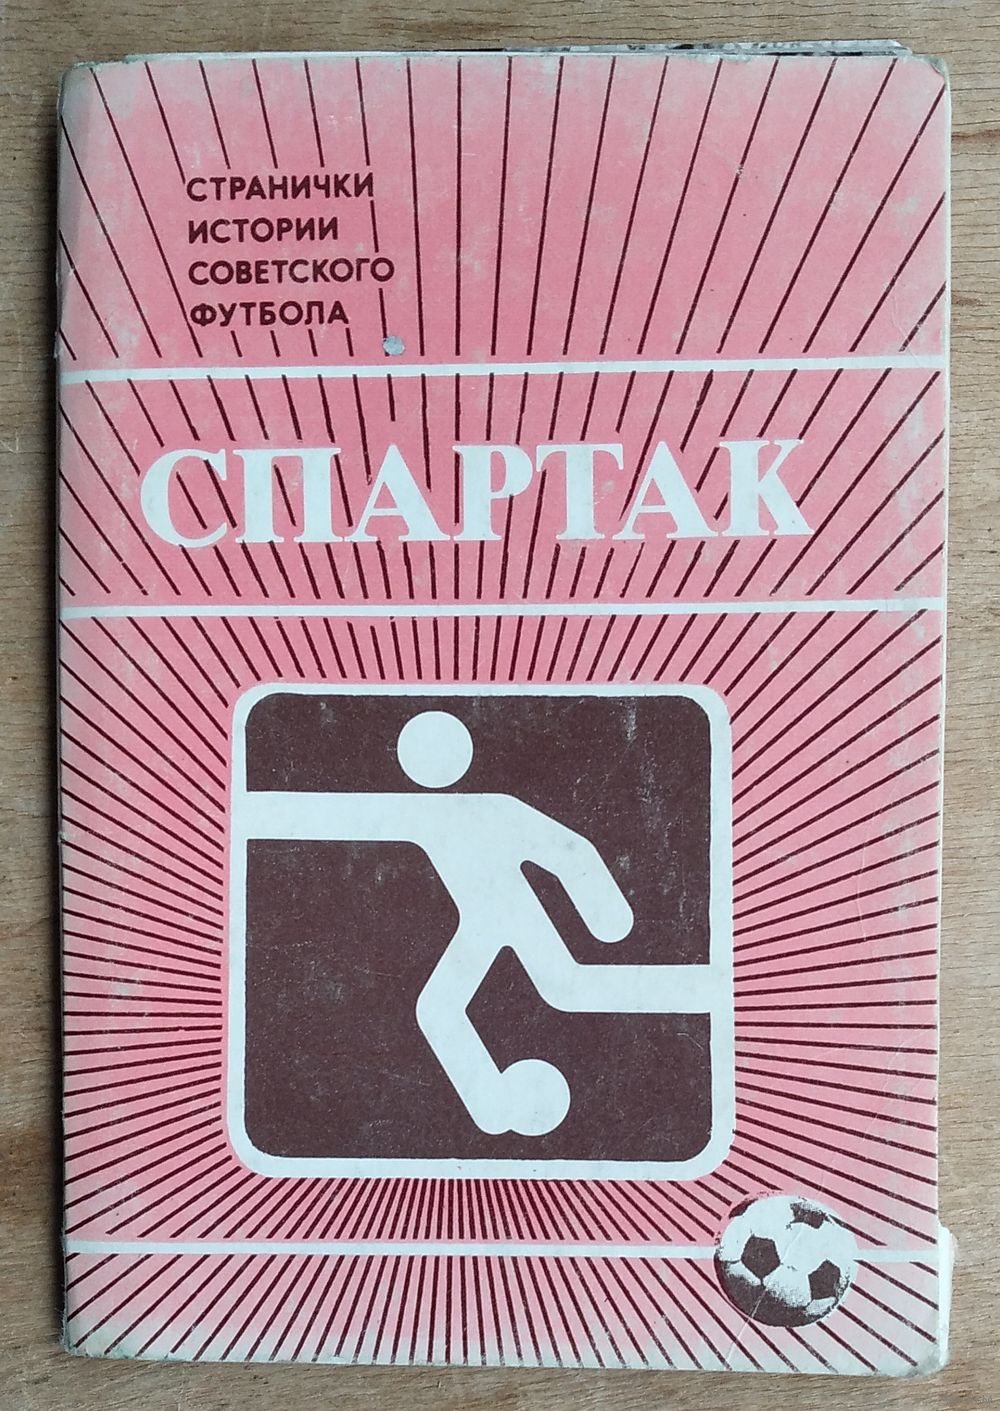 СТРАНИЧКИ
ИСТОРИИ
СОВЕТСКОГО
ФУТБОЛА
СПАРТАК